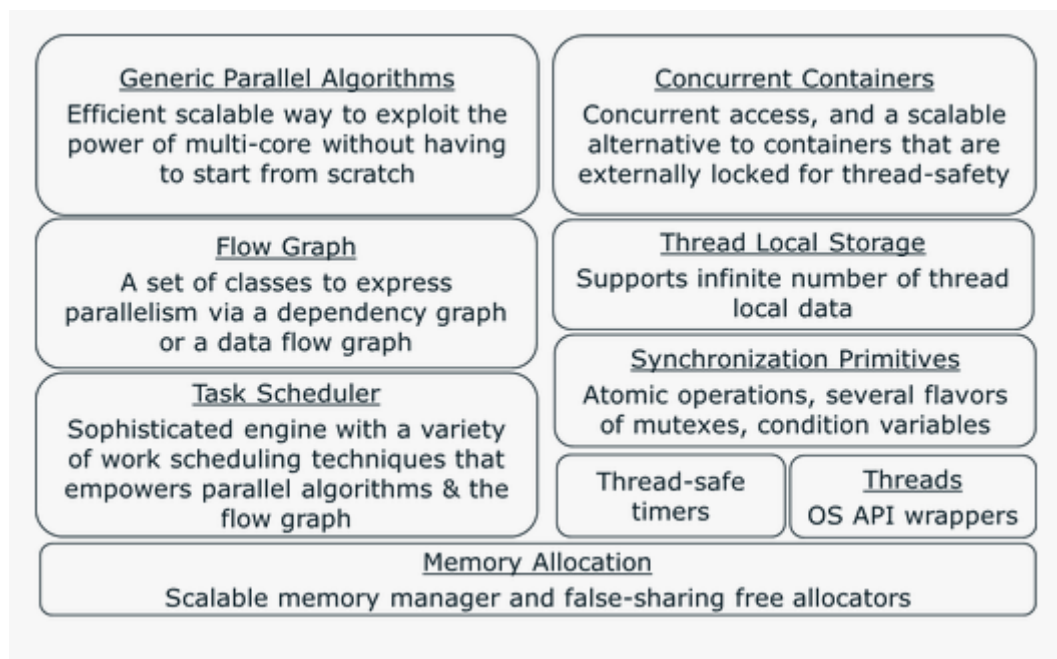 Generic Parallel Algorithms
Efficient scalable way to exploit the
power of multi-core without having
to start from scratch
Concurrent Containers
Concurrent access, and a scalable
alternative to containers that are
externally locked for thread-safety
Flow Graph
A set of classes to express
parallelism via a dependency graph
or a data flow graph
Thread Local Storage
Supports infinite number of thread
local data
Task Scheduler
Sophisticated engine with a variety
of work scheduling techniques that
empowers parallel algorithms & the
flow graph
Synchronization Primitives
Atomic operations, several flavors
of mutexes, condition variables
Thread-safe
timers
Threads
OS API wrappers
Memory Allocation
Scalable memory manager and false-sharing free allocators